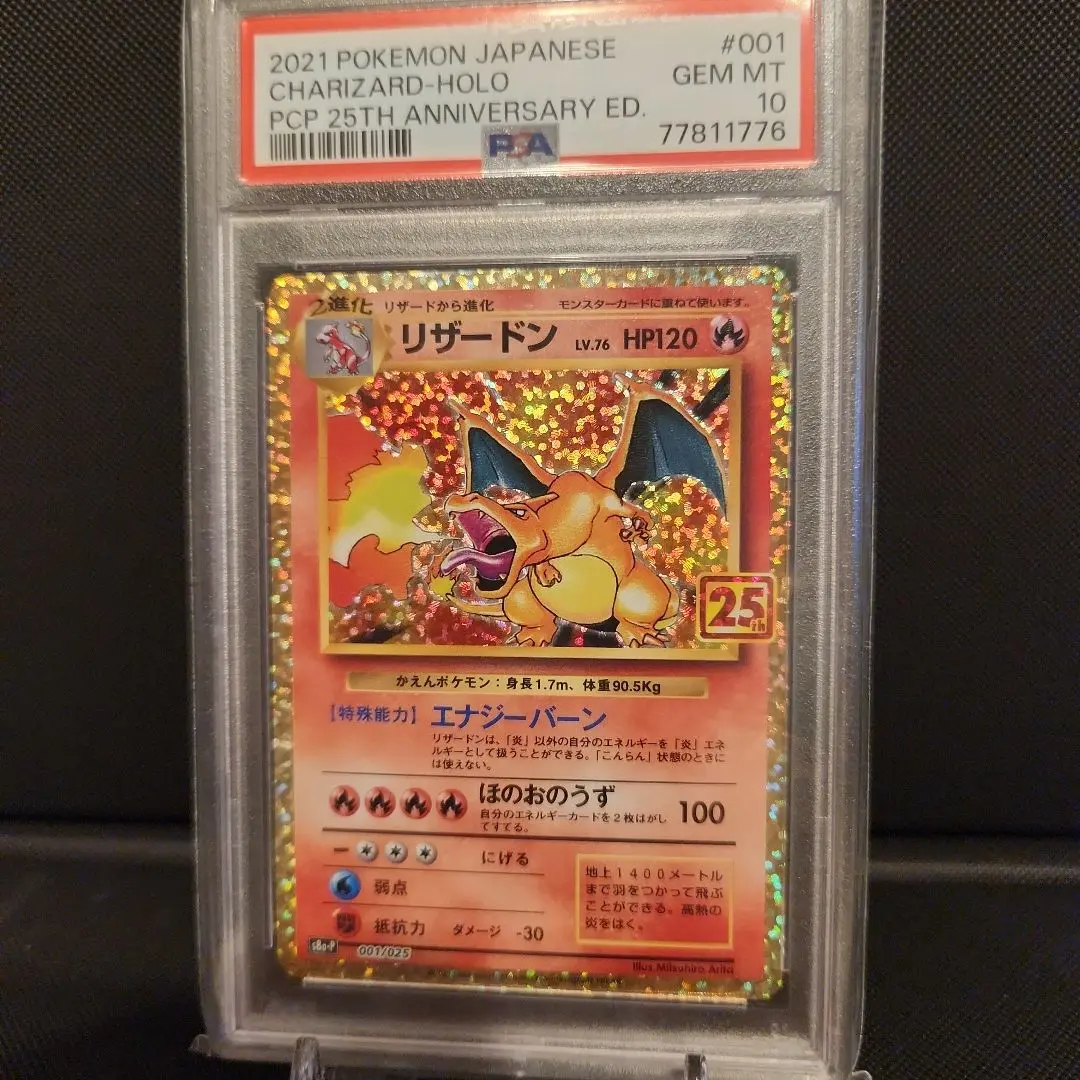 2021 POKEMON JAPANESE #001
CHARIZARD-HOLO GEM MT
PCP 25TH ANNIVERSARY ED. 10
PSA 77811776
2進化 リザードから進化 モンスターカードに重ねて使います。
リザードン LV.76 HP120
25th
かえんポケモン：身長1.7m、体重90.5Kg
【特殊能力】エナジーバーン
リザードンは、「炎」以外の自分のエネルギーを「炎」エネ
ルギーとして扱うことができる。「こんらん」状態のときに
は使えない。
ほのおのうず 100
自分のエネルギーカードを2枚はがし
てすてる。
にげる
弱点
抵抗力 ダメージ -30
地上1400メートル
まで羽をつかって飛ぶ
ことができる。高熱の
炎をはく。
s8a-P 001/025
Illus. Mitsuhiro Arita